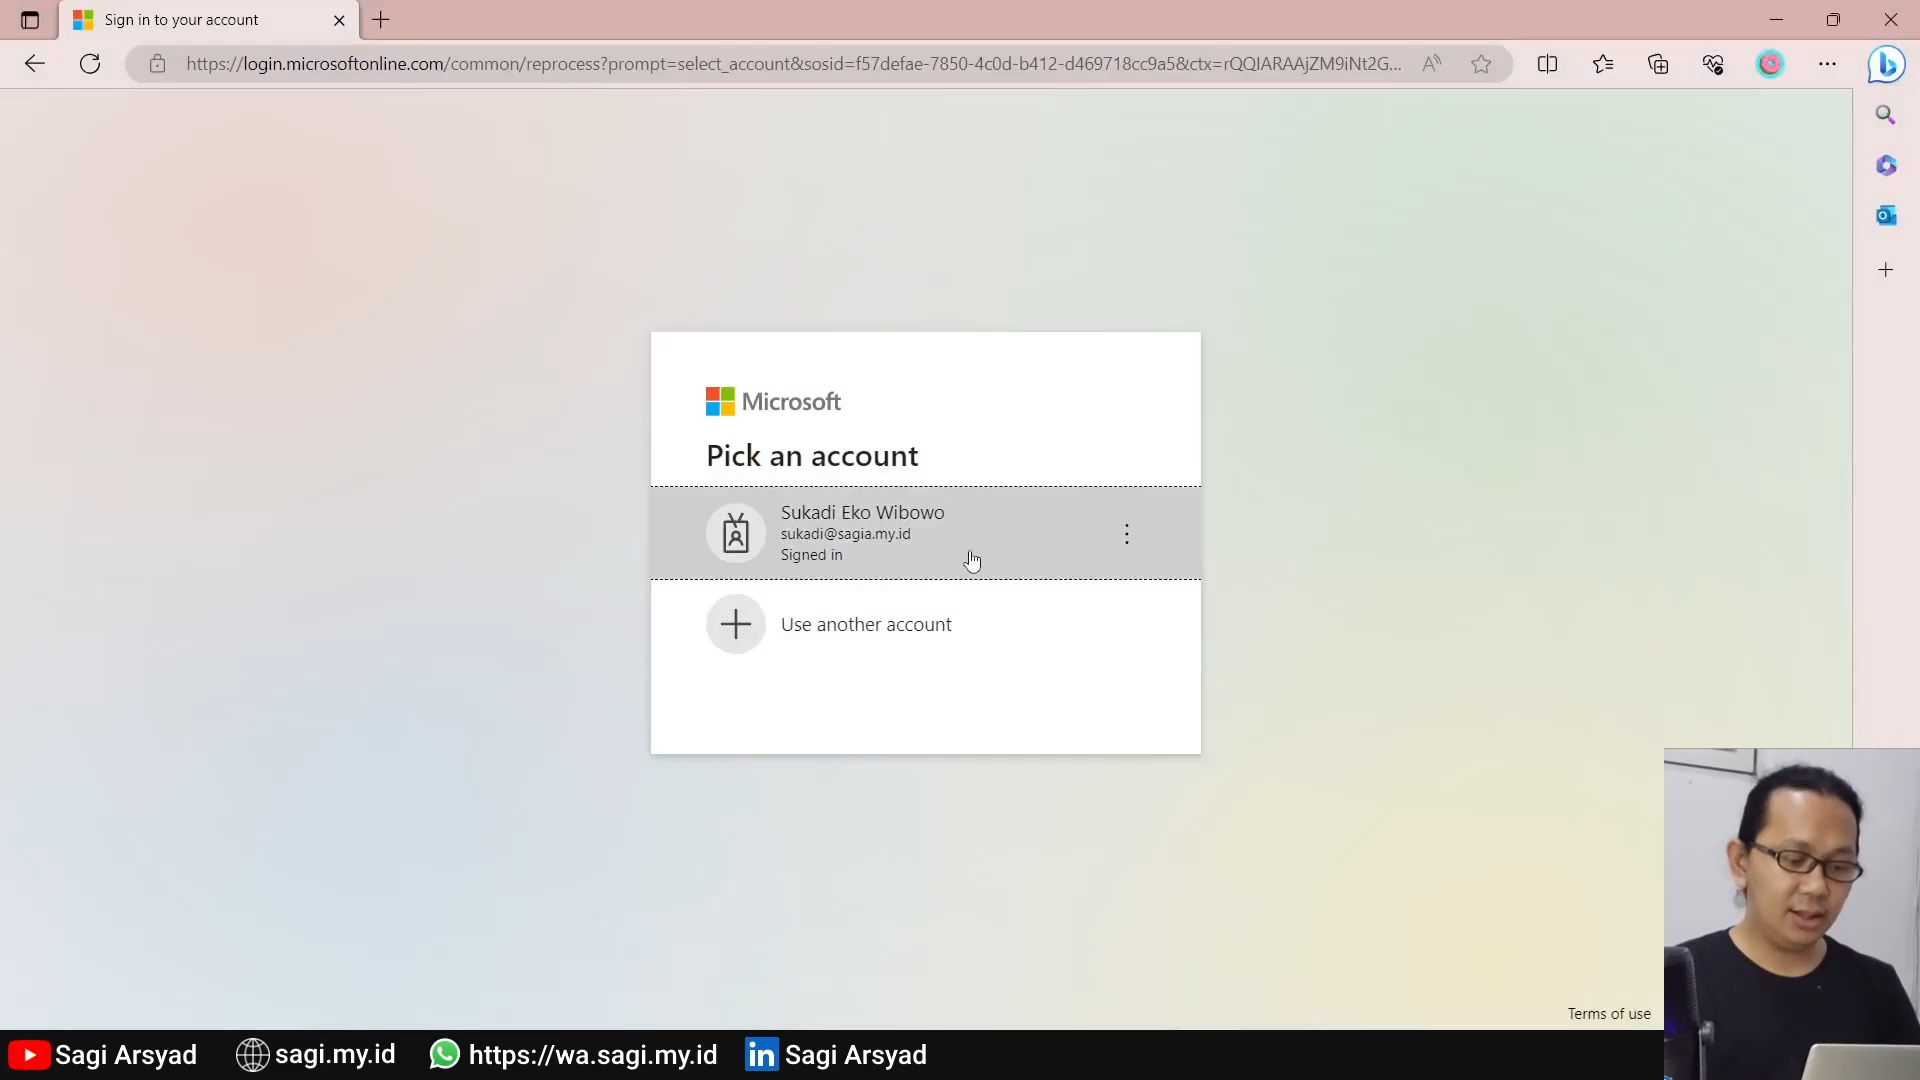 Sign in to your account
https://login.microsoftonline.com/common/reprocess?prompt=select_account&sosid=f57defae-7850-4c0d-b412-d469718cc9a5&ctx=rQQIARAAjZM9iNt2G...
Microsoft
Pick an account
Sukadi Eko Wibowo
sukadi@sagia.my.id
Signed in
Use another account
Terms of use
Sagi Arsyad
sagi.my.id
https://wa.sagi.my.id
Sagi Arsyad